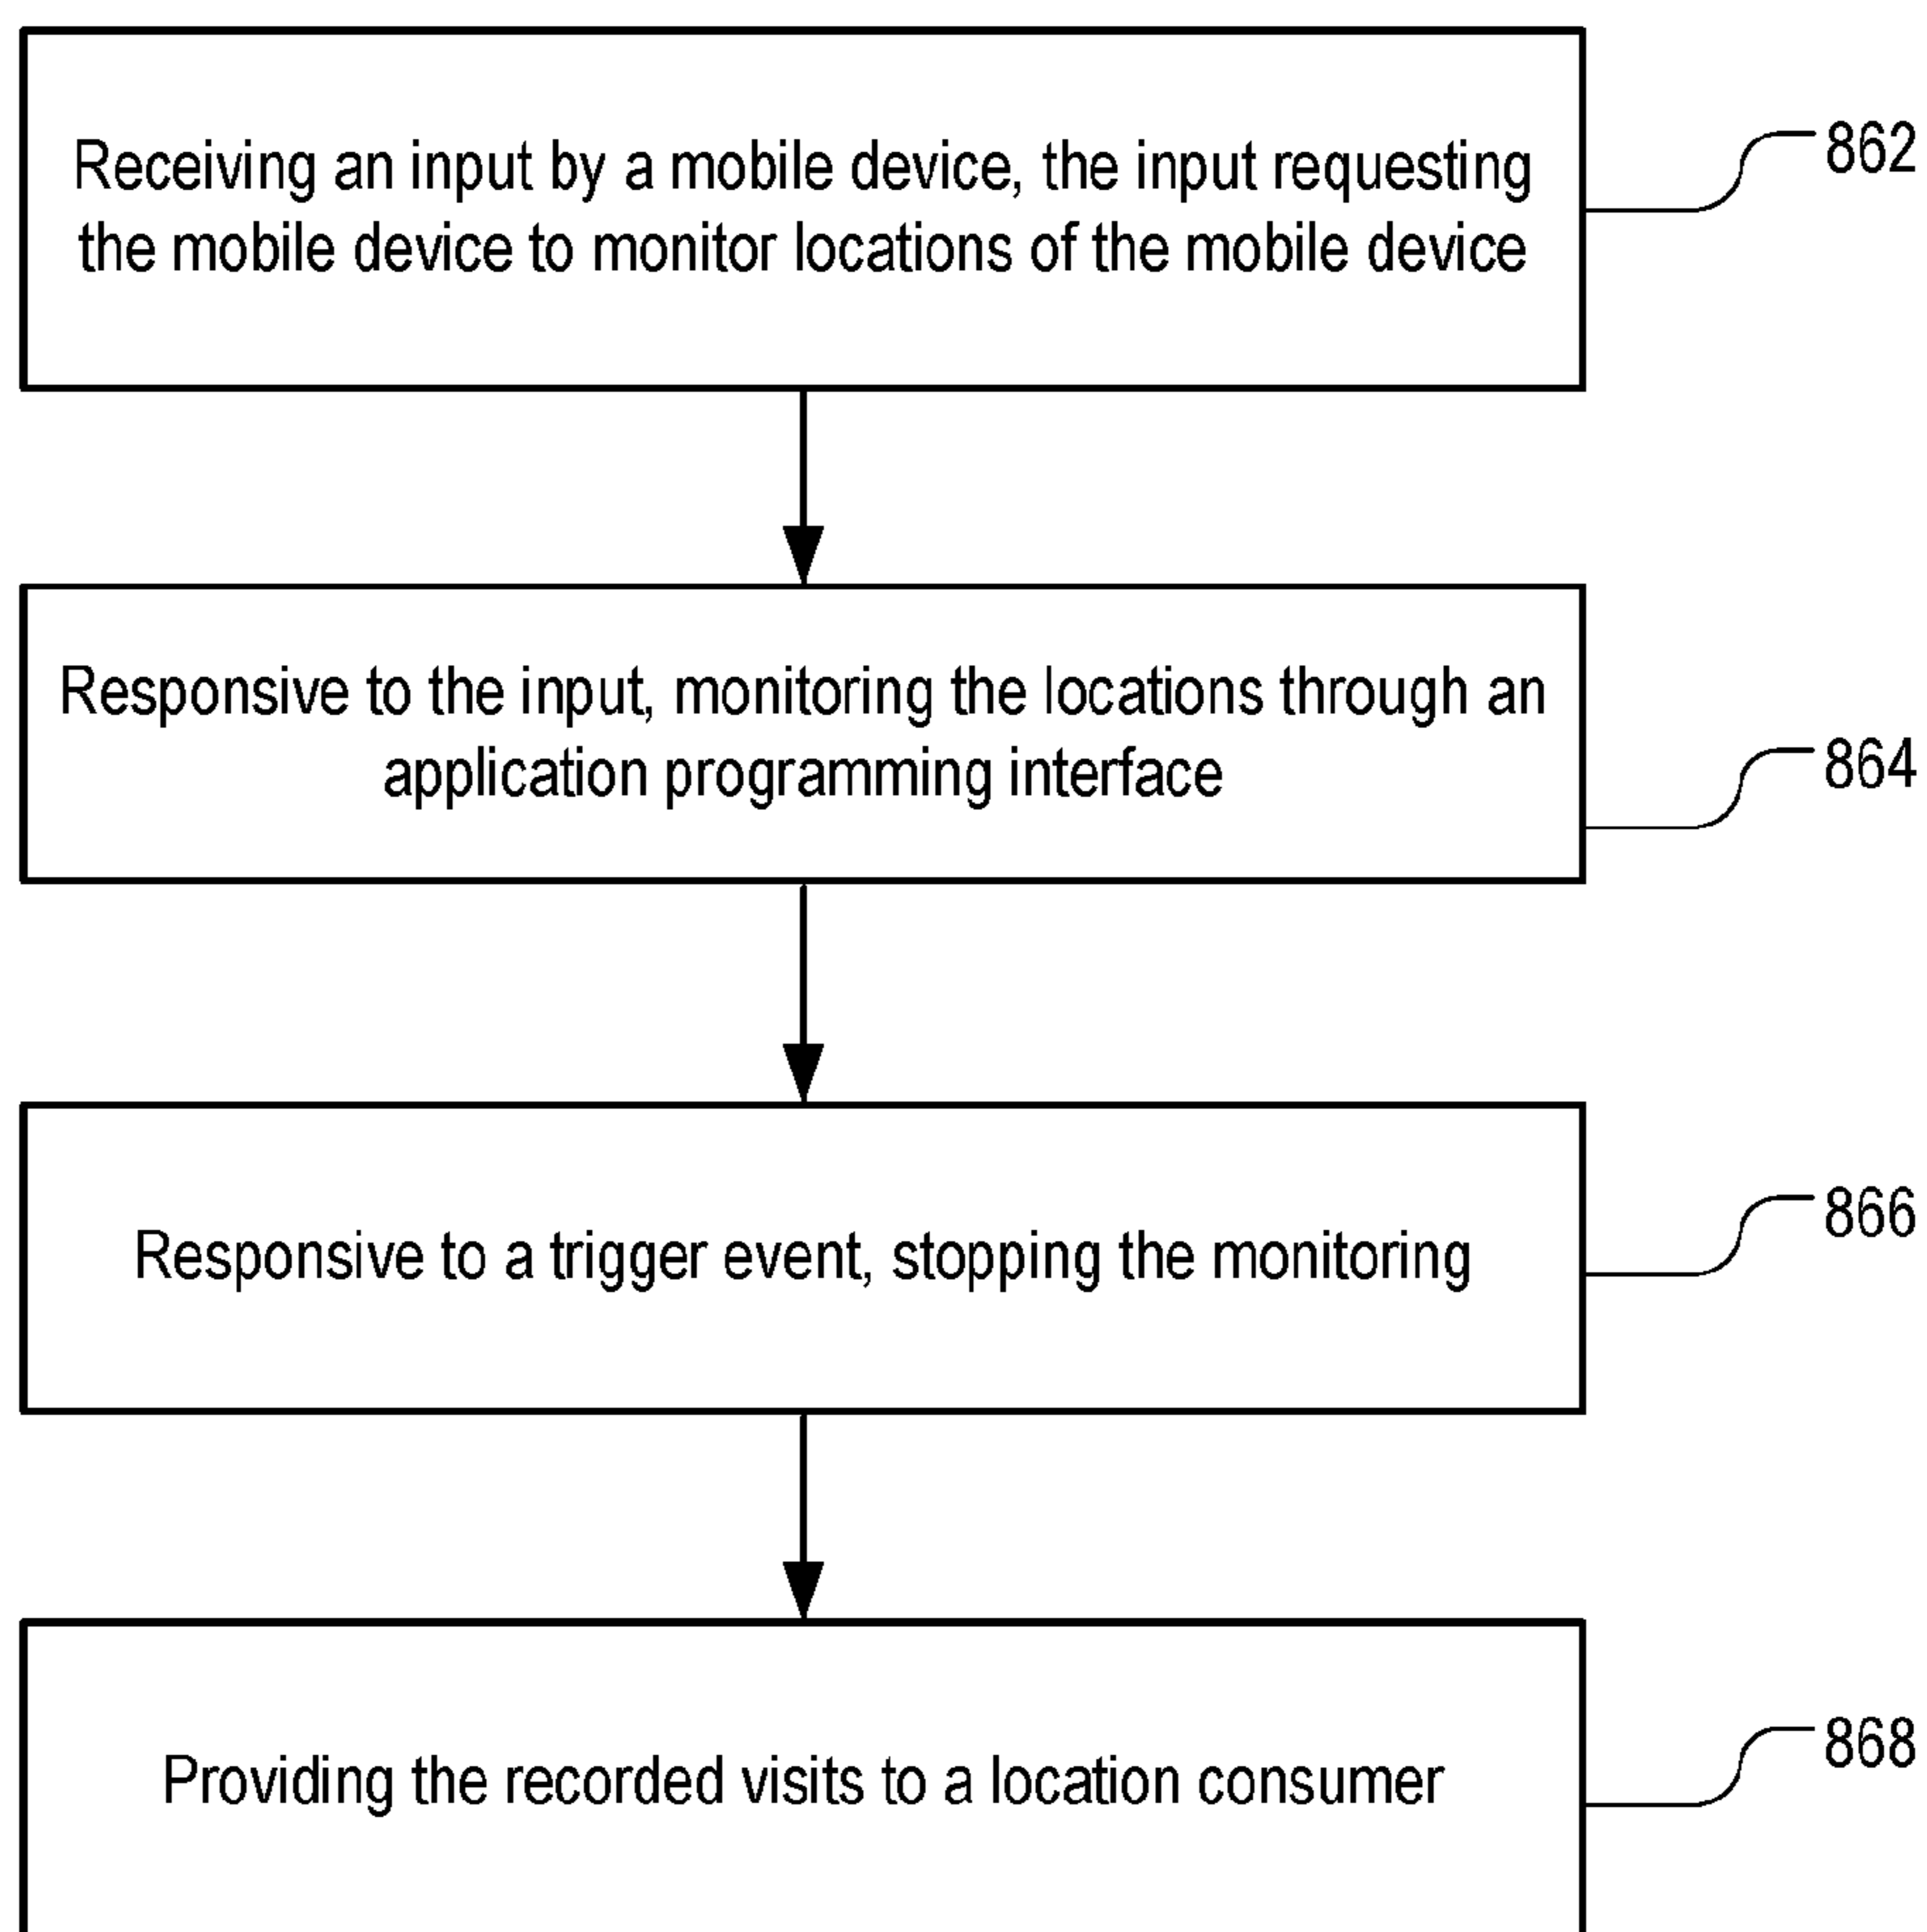 Receiving an input by a mobile device, the input requesting
the mobile device to monitor locations of the mobile device
862
Responsive to the input, monitoring the locations through an
application programming interface
864
Responsive to a trigger event, stopping the monitoring
866
Providing the recorded visits to a location consumer
868